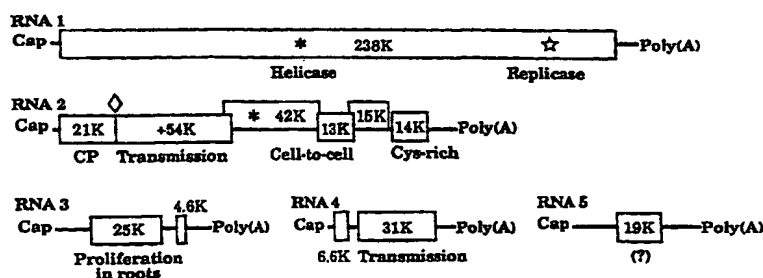 RNA 1
Cap
* 238K ☆
Poly(A)
Helicase Replicase
RNA 2 ◇
Cap 21K +54K * 42K 13K 15K 14K Poly(A)
CP Transmission Cell-to-cell Cys-rich
RNA 3 4.6K RNA 4 RNA 5
Cap 25K Poly(A) Cap 31K Poly(A) Cap 19K Poly(A)
Proliferation 6.6K Transmission (?)
in roots